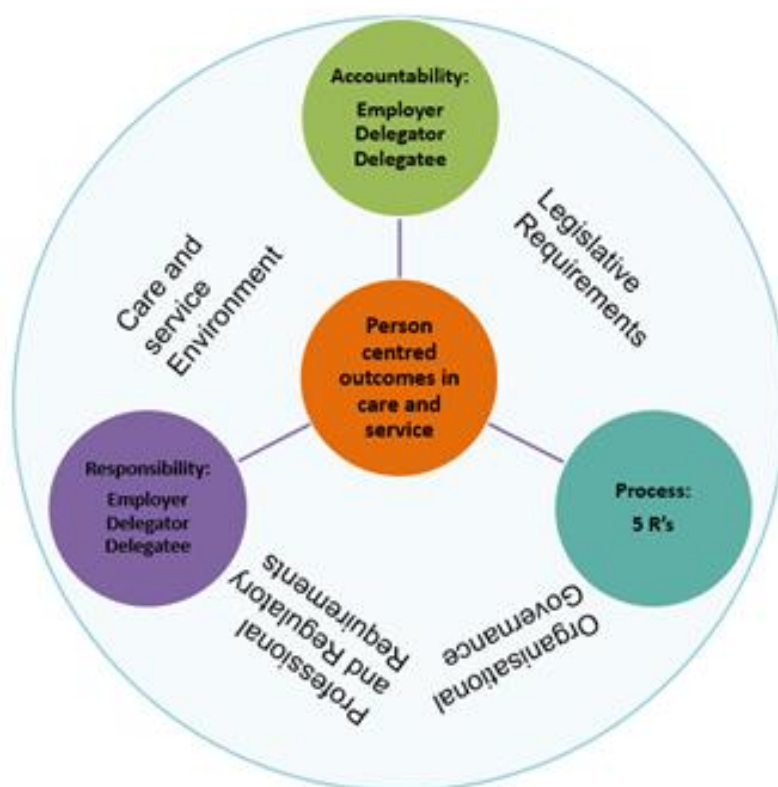 Accountability:
Employer
Delegator
Delegatee
Care and
service
Environment
Legislative
Requirements
Person
centred
outcomes in
care and
service
Responsibility:
Employer
Delegator
Delegatee
Process:
5 R's
Professional
and Regulatory
Requirements
Organisational
Governance